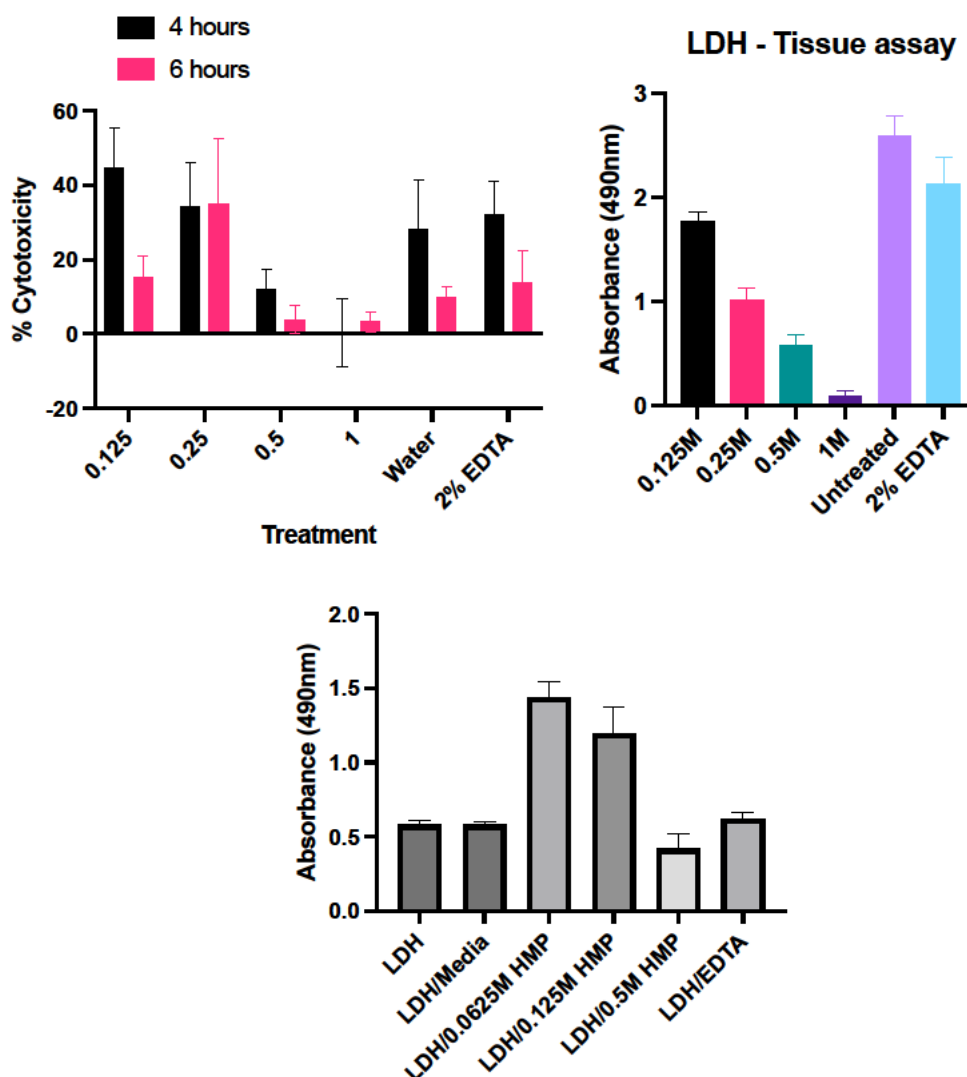 4 hours
6 hours
% Cytotoxicity
60
40
20
0
-20
0.125
0.25
0.5
1
Water
2% EDTA
Treatment
LDH - Tissue assay
Absorbance (490nm)
3
2
1
0
0.125M
0.25M
0.5M
1M
Untreated
2% EDTA
Absorbance (490nm)
2.0
1.5
1.0
0.5
0.0
LDH
LDH/Media
LDH/0.0625M HMP
LDH/0.125M HMP
LDH/0.5M HMP
LDH/EDTA